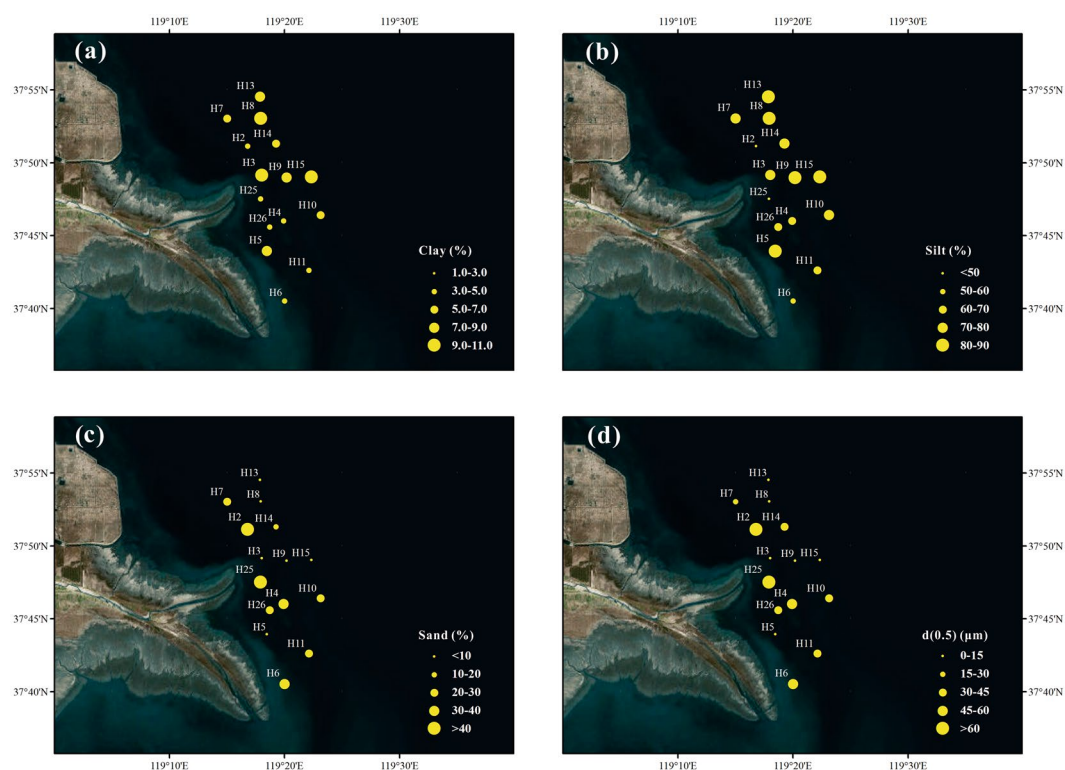 119°10'E 119°20'E 119°30'E 119°10'E 119°20'E 119°30'E
(a)
37°55'N
37°50'N
37°45'N
37°40'N
H13
H7 H8
H2 H14
H3 H9 H15
H25
H26 H4 H10
H5
H11
H6
Clay (%)
1.0-3.0
3.0-5.0
5.0-7.0
7.0-9.0
9.0-11.0
(b)
H13
H7 H8
H2 H14
H3 H9 H15
H25
H26 H4 H10
H5
H11
H6
Silt (%)
<50
50-60
60-70
70-80
80-90
37°55'N
37°50'N
37°45'N
37°40'N
(c)
37°55'N
37°50'N
37°45'N
37°40'N
H13
H7 H8
H2 H14
H3 H9 H15
H25
H26 H4 H10
H5
H11
H6
Sand (%)
<10
10-20
20-30
30-40
>40
(d)
H13
H7 H8
H2 H14
H3 H9 H15
H25
H26 H4 H10
H5
H11
H6
d(0.5) (μm)
0-15
15-30
30-45
45-60
>60
37°55'N
37°50'N
37°45'N
37°40'N
119°10'E 119°20'E 119°30'E 119°10'E 119°20'E 119°30'E